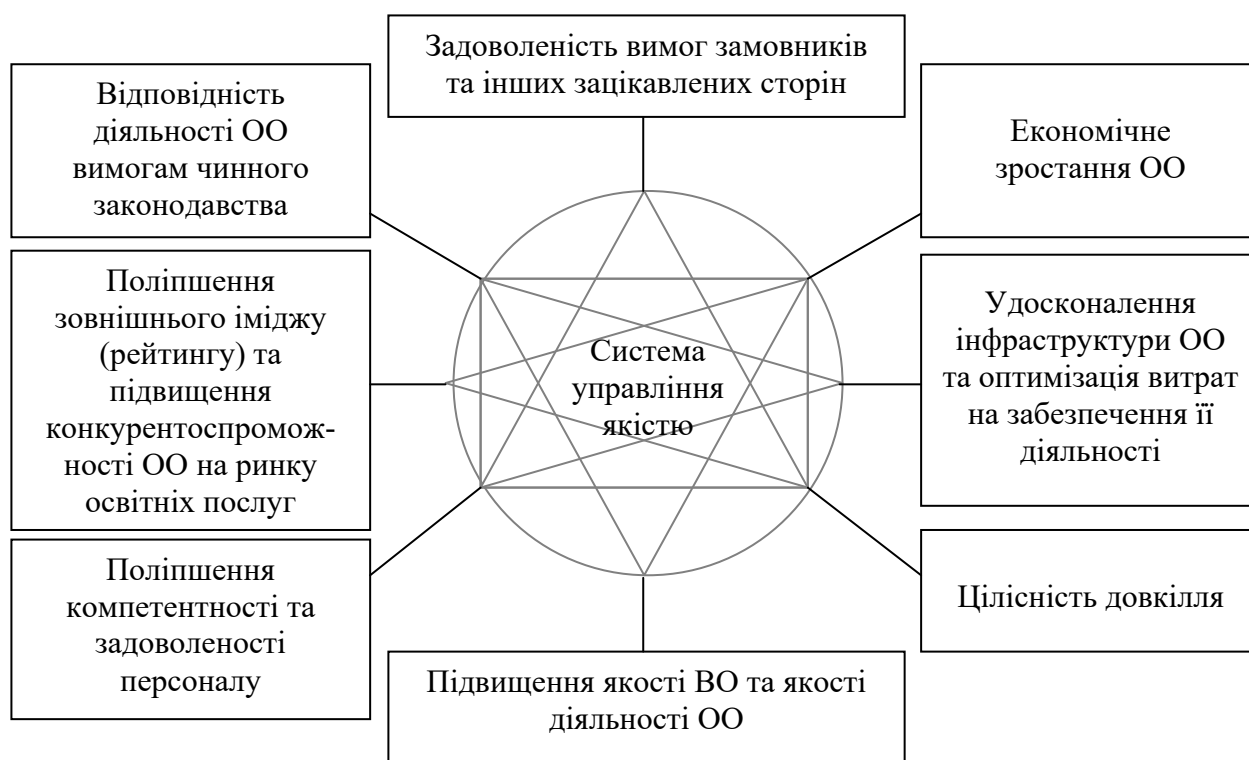 Задоволеність вимог замовників
та інших зацікавлених сторін
Відповідність
діяльності ОО
вимогам чинного
законодавства
Економічне
зростання ОО
Поліпшення
зовнішнього іміджу
(рейтингу) та
підвищення
конкурентоспромож-
ності ОО на ринку
освітніх послуг
Система
управління
якістю
Удосконалення
інфраструктури ОО
та оптимізація витрат
на забезпечення її
діяльності
Поліпшення
компетентності та
задоволеності
персоналу
Цілісність довкілля
Підвищення якості ВО та якості
діяльності ОО